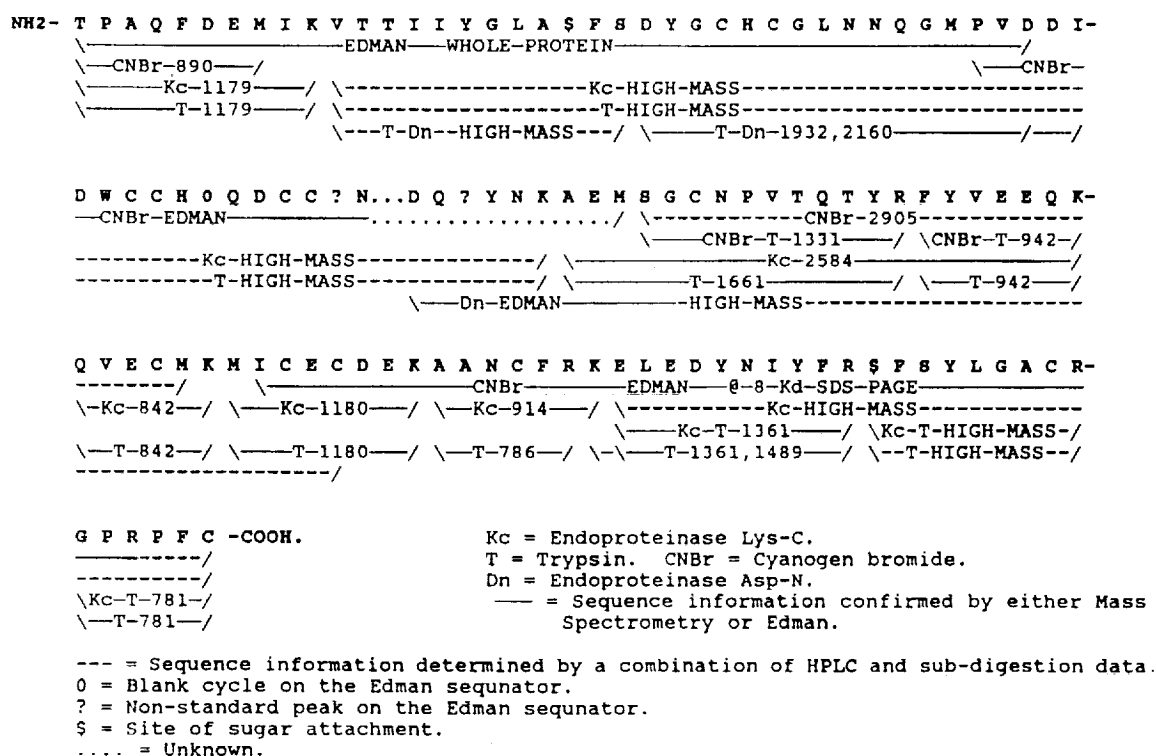 NH2- T P A Q F D E M I K V T T I I Y G L A $ F S D Y G C H C G L N N Q G M P V D D I-
\—————————————————EDMAN——WHOLE-PROTEIN———————————————————————————/
\——CNBr-890———/ \———CNBr-
\————Kc-1179————/ \-------------------Kc-HIGH-MASS-----------------------------
\————T-1179—————/ \--------------------T-HIGH-MASS-----------------------------
\---T-Dn--HIGH-MASS---/ \————T-Dn-1932,2160—————————/——/
D W C C H 0 Q D C C ? N...D Q ? Y N K A E M S G C N P V T Q T Y R F Y V E E Q K-
——CNBr-EDMAN—————————....................../ \------------CNBr-2905-------------
\————CNBr-T-1331————/ \CNBr-T-942-/
----------Kc-HIGH-MASS--------------/ \————————————————Kc-2584————————————————/
-----------T-HIGH-MASS--------------/ \—————————T-1661——————————/ \———T-942——/
\———Dn-EDMAN—————————HIGH-MASS--------------------
Q V E C M K M I C E C D E K A A N C F R K E L E D Y N I Y F R $ F S Y L G A C R-
--------/ \————————————————CNBr————————EDMAN———@-8-Kd-SDS-PAGE————————————
\-Kc-842—/ \———Kc-1180———/ \——Kc-914———/ \-----------Kc-HIGH-MASS------------
\————Kc-T-1361————/ \Kc-T-HIGH-MASS-/
\——T-842—/ \———T-1180————/ \——T-786——/ \-\———T-1361,1489————/ \--T-HIGH-MASS--/
-------------------/
G P R P F C -COOH.
——————————/
----------/
\Kc-T-781-/
\——T-781——/
Kc = Endoproteinase Lys-C.
T = Trypsin. CNBr = Cyanogen bromide.
Dn = Endoproteinase Asp-N.
—— = Sequence information confirmed by either Mass
Spectrometry or Edman.
--- = Sequence information determined by a combination of HPLC and sub-digestion data.
0 = Blank cycle on the Edman sequnator.
? = Non-standard peak on the Edman sequnator.
$ = Site of sugar attachment.
.... = Unknown.